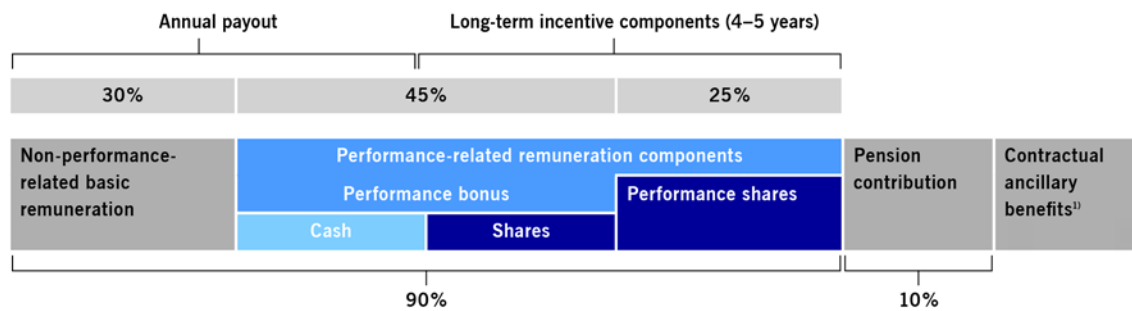 Annual payout
Long-term incentive components (4–5 years)
30%
45%
25%
Non-performance-
related basic
remuneration
Performance-related remuneration components
Performance bonus
Cash
Shares
Performance shares
Pension
contribution
Contractual
ancillary
benefits¹⁾
90%
10%